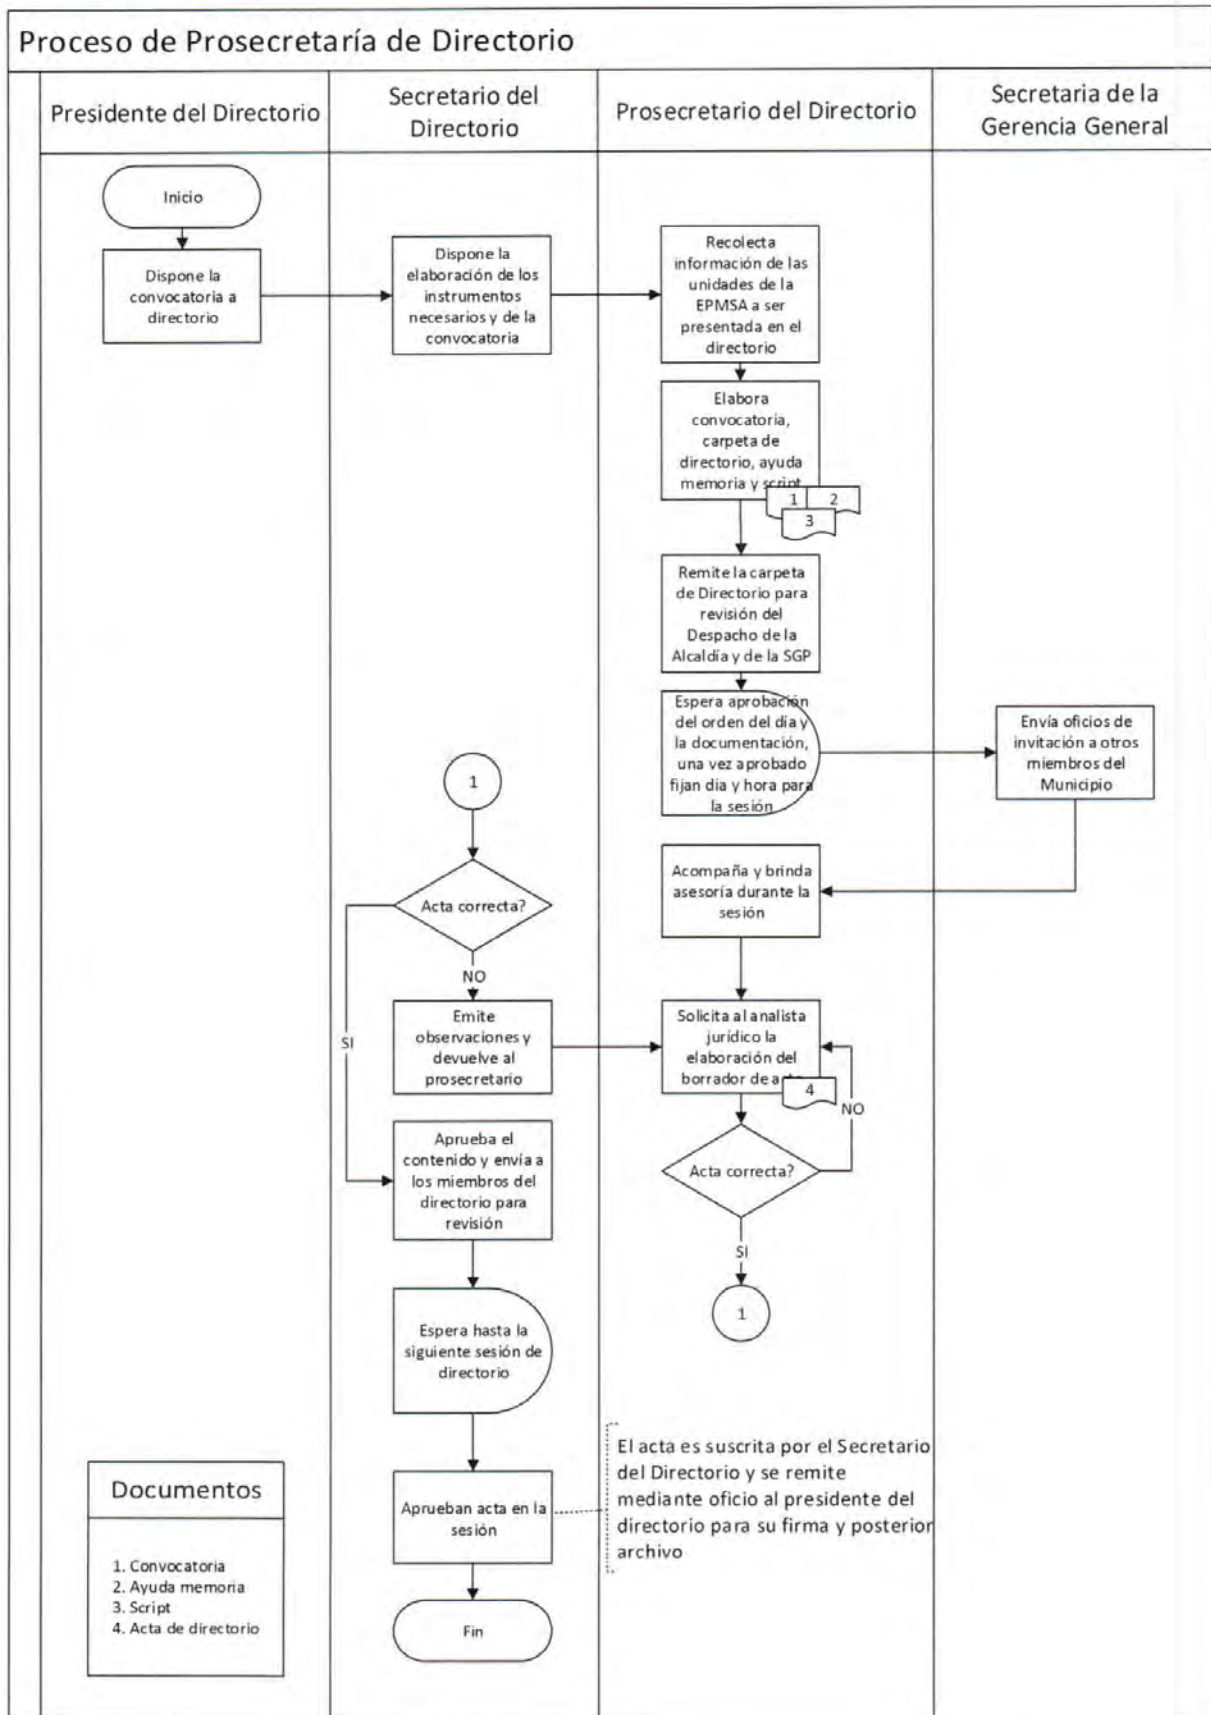 Proceso de Prosecretaría de Directorio
Presidente del Directorio
Secretario del
Directorio
Prosecretario del Directorio
Secretaria de la
Gerencia General
Inicio
Dispone la
convocatoria a
directorio
Dispone la
elaboración de los
instrumentos
necesarios y de la
convocatoria
Recolecta
información de las
unidades de la
EPMSA a ser
presentada en el
directorio
Elabora
convocatoria,
carpeta de
directorio, ayuda
memoria y script
1
2
3
Remite la carpeta
de Directorio para
revisión del
Despacho de la
Alcaldía y de la SGP
Espera aprobación
del orden del día y
la documentación,
una vez aprobado
fijan día y hora para
la sesión
Envía oficios de
invitación a otros
miembros del
Municipio
Acompaña y brinda
asesoría durante la
sesión
1
Acta correcta?
NO
SI
Emite
observaciones y
devuelve al
prosecretario
Solicita al analista
jurídico la
elaboración del
borrador de
4
NO
Acta correcta?
SI
1
Aprueba el
contenido y envía a
los miembros del
directorio para
revisión
Espera hasta la
siguiente sesión de
directorio
Aprueban acta en la
sesión
El acta es suscrita por el Secretario
del Directorio y se remite
mediante oficio al presidente del
directorio para su firma y posterior
archivo
Fin
Documentos
1. Convocatoria
2. Ayuda memoria
3. Script
4. Acta de directorio